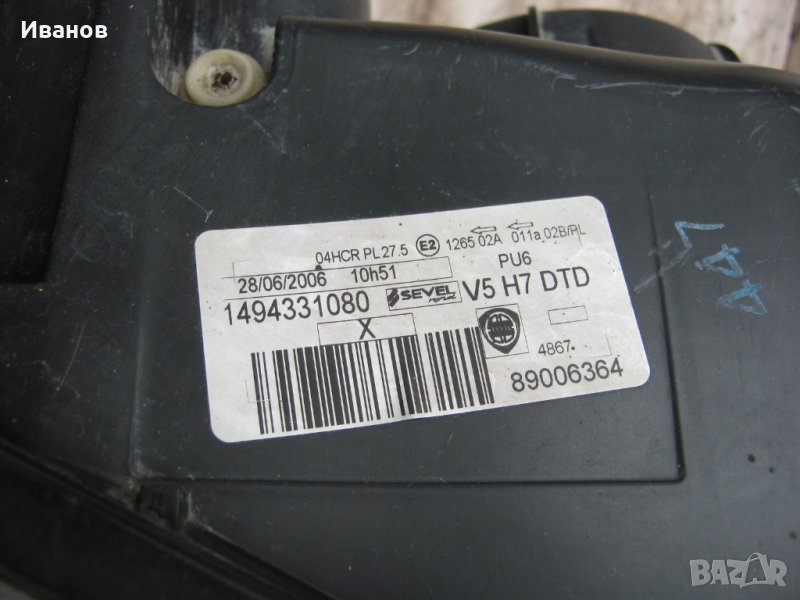 Иванов
04HCR PL27.5 E2 1265 02A 011a 02B/PL
28/06/2006 10h51 PU6
1494331080 SEVEL V5 H7 DTD
X
4867
89006364
BAZAR